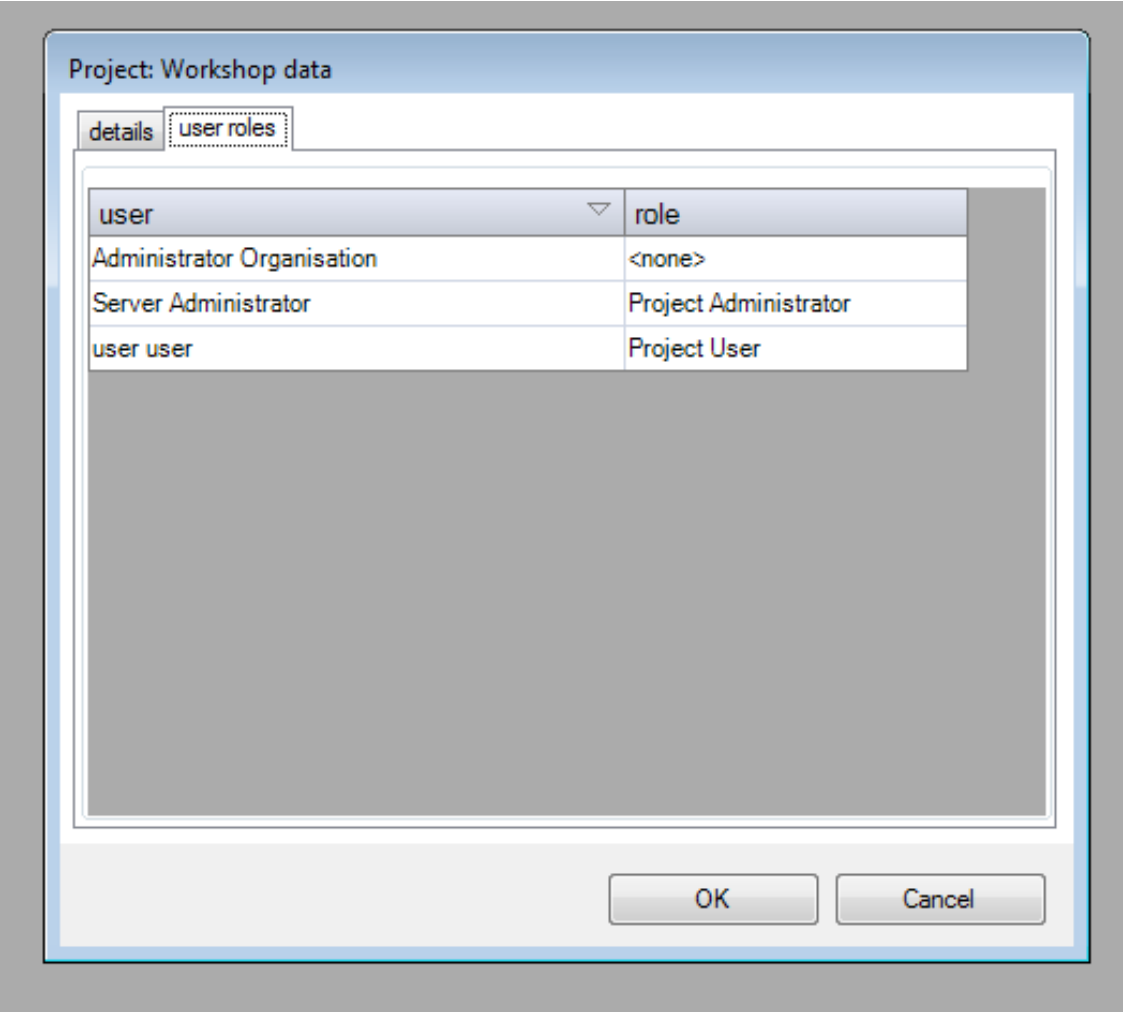 Project: Workshop data
details user roles
user role
Administrator Organisation <none>
Server Administrator Project Administrator
user user Project User
OK Cancel